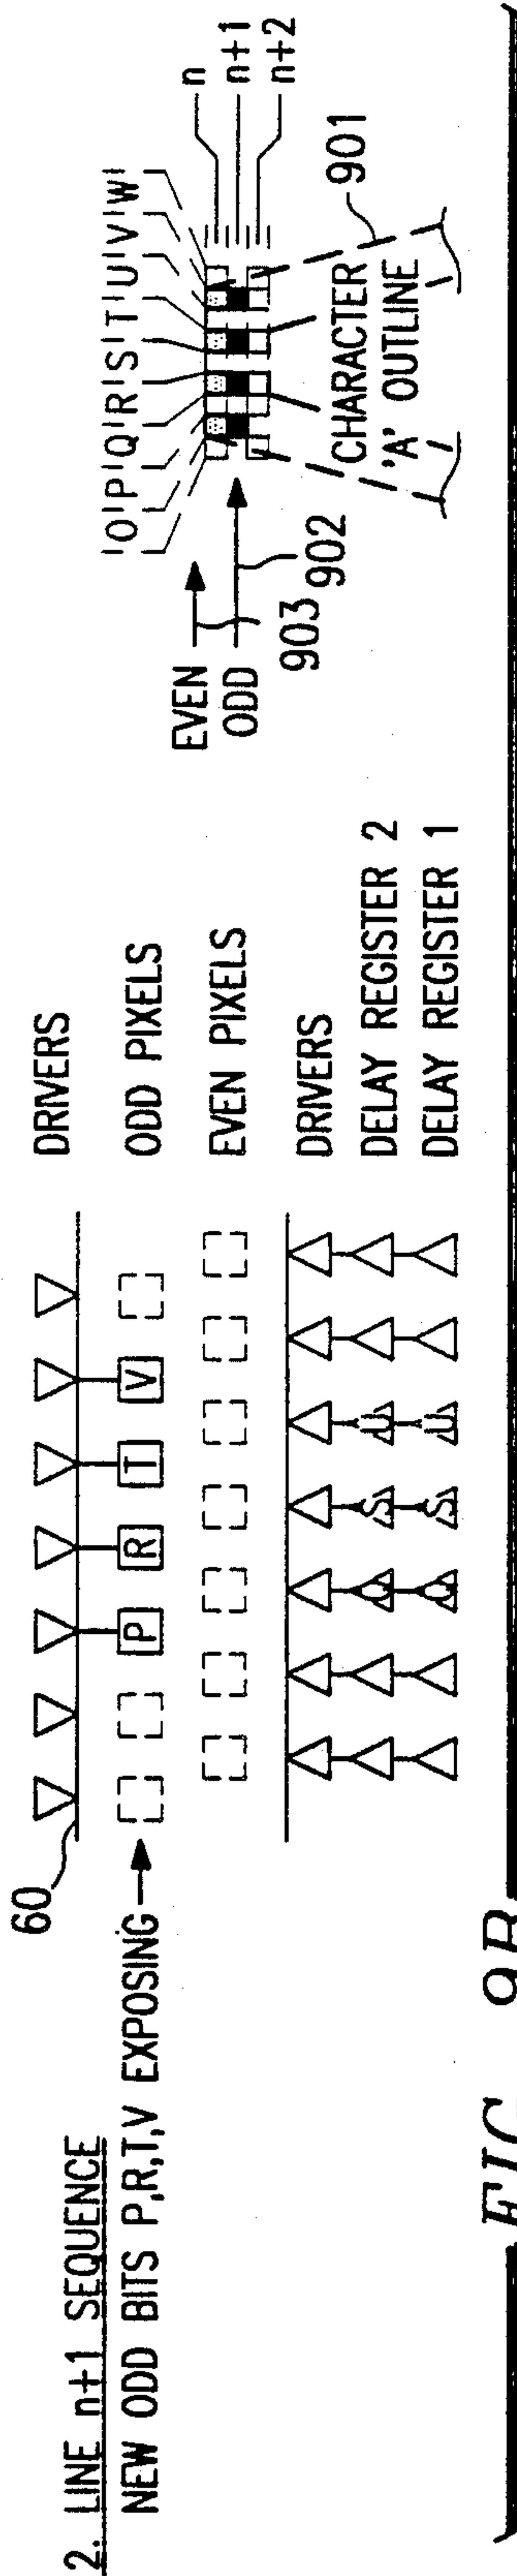 2. LINE n+1 SEQUENCE
NEW ODD BITS P,R,T,V EXPOSING
60
DRIVERS
P R T V
ODD PIXELS
EVEN PIXELS
DRIVERS
Q S U
DELAY REGISTER 2
Q S U
DELAY REGISTER 1
O P Q R S T U V W
EVEN
ODD
903
902
n
n+1
n+2
CHARACTER
'A' OUTLINE
901
FIG. 9B